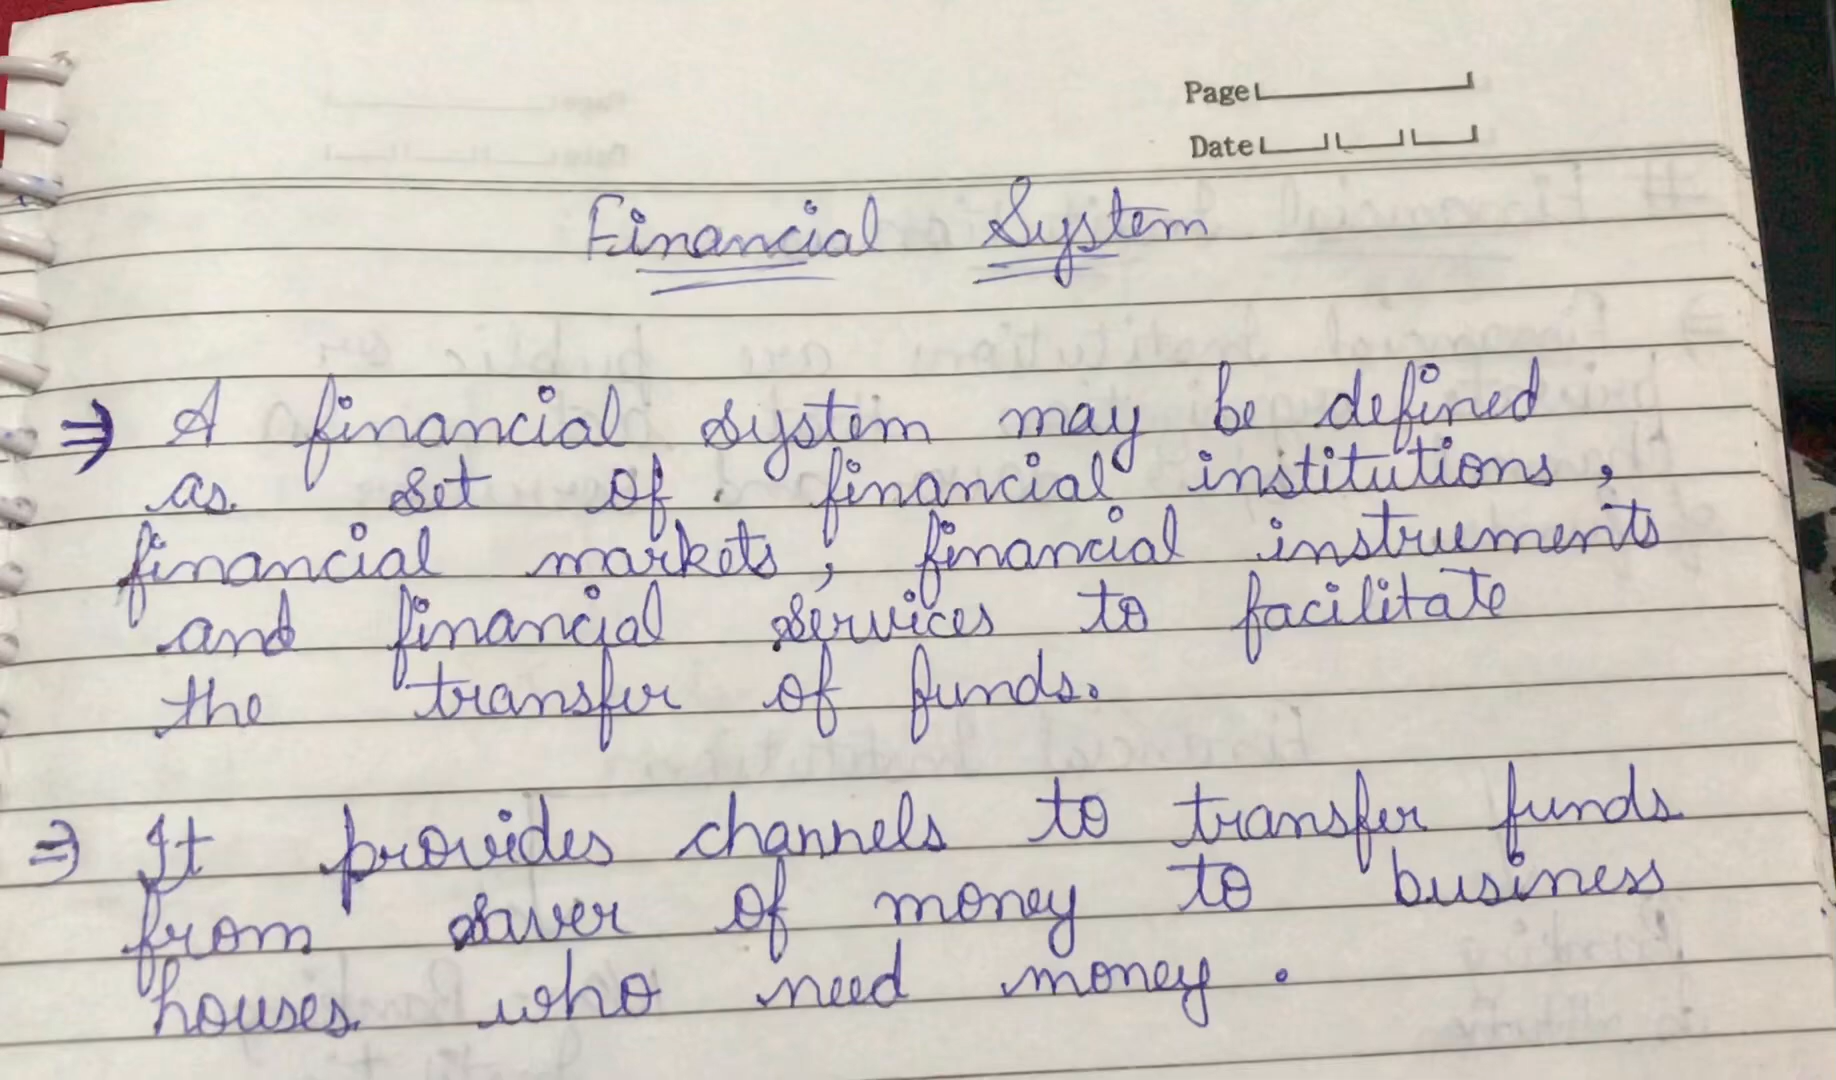 Page
Date
Financial System
⇒ A financial system may be defined
as set of financial institutions,
financial markets, financial instruments
and financial services to facilitate
the transfer of funds.
⇒ It provides channels to transfer funds
from saver of money to business
houses who need money.